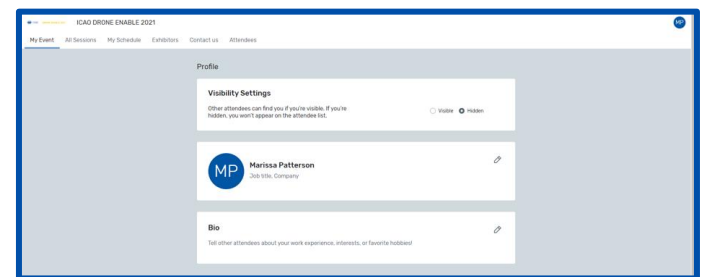 ICAO DRONE ENABLE 2021
MP
My Event All Sessions My Schedule Exhibitors Contact us Attendees
Profile
Visibility Settings
Other attendees can find you if you're visible. If you're
hidden, you won't appear on the attendee list.
Visible Hidden
MP
Marissa Patterson
Job title, Company
Bio
Tell other attendees about your work experience, interests, or favorite hobbies!